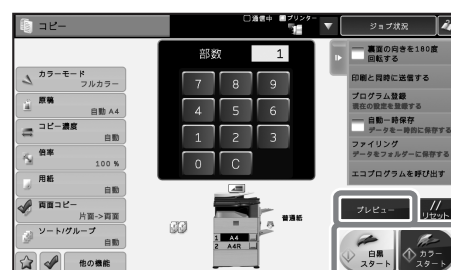 コピー
通信中
プリンター
ジョブ状況
カラーモード
フルカラー
原稿
自動 A4
コピー濃度
自動
倍率
100 %
用紙
自動
両面コピー
片面->両面
ソート/グループ
自動
他の機能
部数
1
7 8 9
4 5 6
1 2 3
0 C
普通紙
1 A4
2 A4R
裏面の向きを180度
回転する
印刷と同時に送信する
プログラム登録
現在の設定を登録する
自動一時保存
データを一時的に保存する
ファイリング
データをフォルダーに保存する
エコプログラムを呼び出す
プレビュー
リセット
白黒
スタート
カラー
スタート